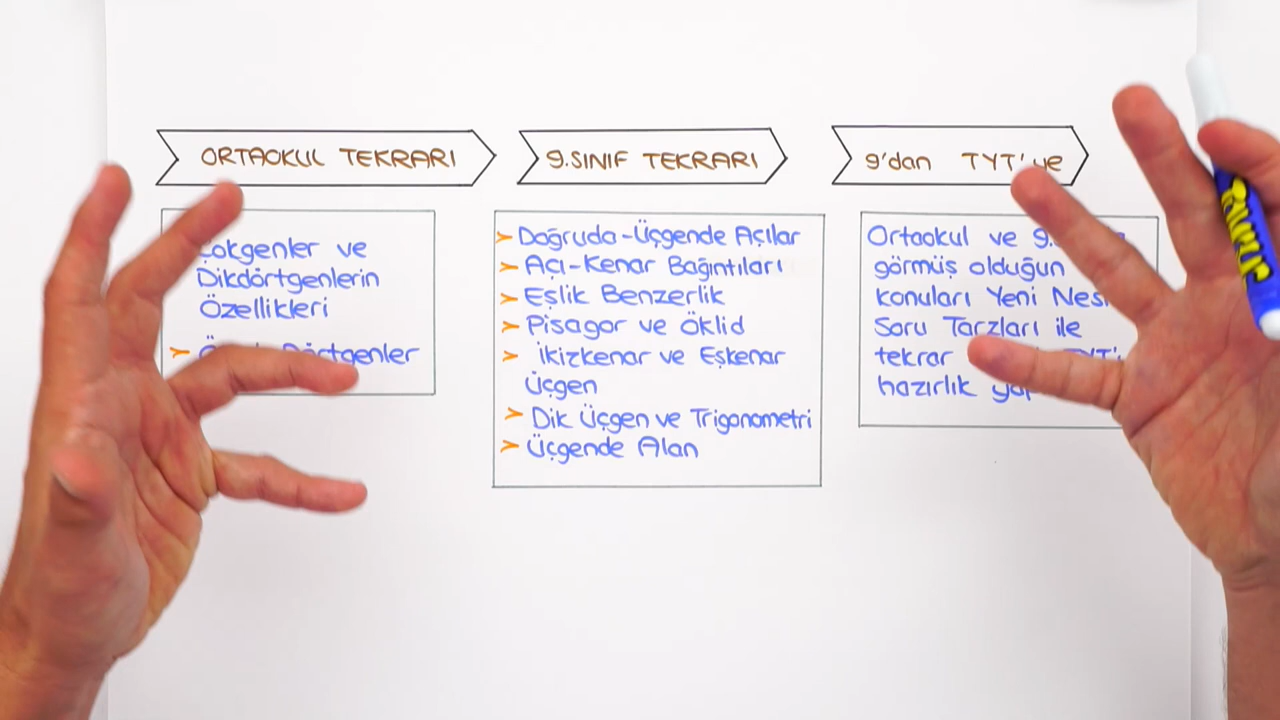 ORTAOKUL TEKRARI
Çokgenler ve
Dikdörtgenlerin
Özellikleri
➤ Dörtgenler
9.SINIF TEKRARI
➤ Doğruda-Üçgende Açılar
➤ Açı-Kenar Bağıntıları
➤ Eşlik Benzerlik
➤ Pisagor ve Öklid
➤ İkizkenar ve Eşkenar
Üçgen
➤ Dik Üçgen ve Trigonometri
➤ Üçgende Alan
9'dan TYT'ye
Ortaokul ve 9.
görmüş olduğun
konuları Yeni Nesil
Soru Tarzları ile
tekrar
hazırlık